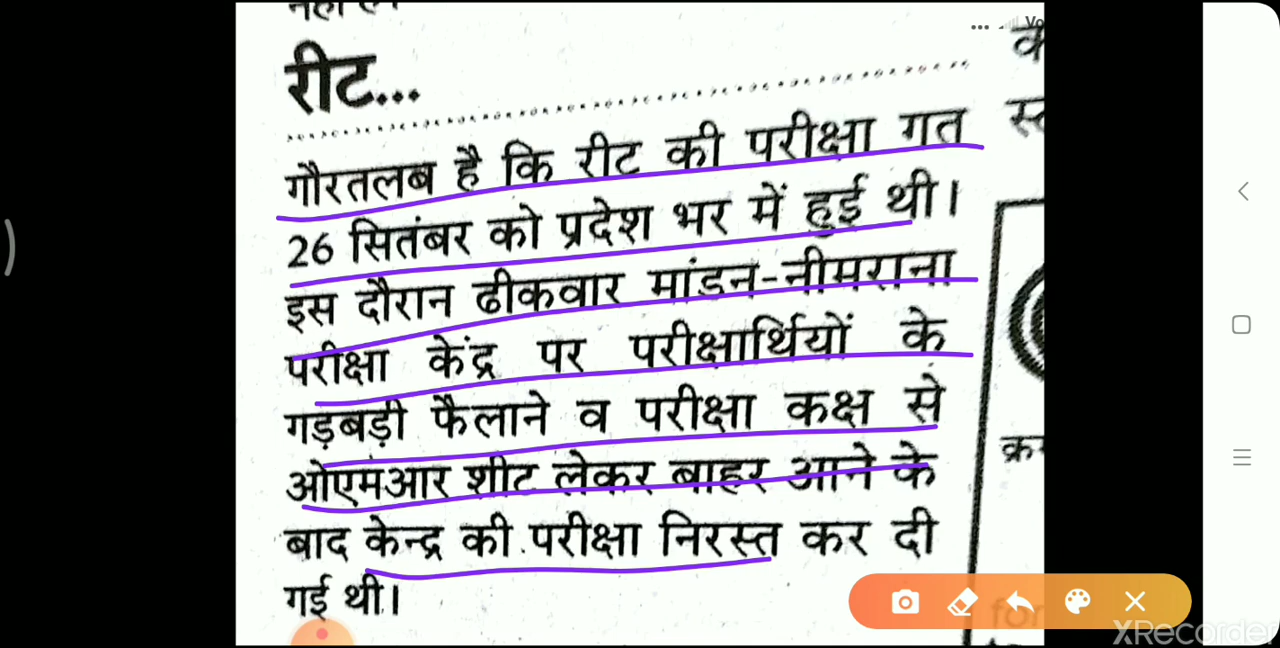 रीट...
गौरतलब है कि रीट की परीक्षा गत
26 सितंबर को प्रदेश भर में हुई थी।
इस दौरान ढीकवार मांडन-नीमराना
परीक्षा केंद्र पर परीक्षार्थियों के
गड़बड़ी फैलाने व परीक्षा कक्ष से
ओएमआर शीट लेकर बाहर आने के
बाद केन्द्र की परीक्षा निरस्त कर दी
गई थी।
XRecorder